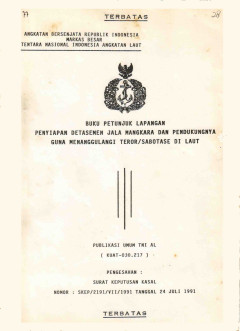 77
28
TERBATAS
ANGKATAN BERSENJATA REPUBLIK INDONESIA
MARKAS BESAR
TENTARA NASIONAL INDONESIA ANGKATAN LAUT
BUKU PETUNJUK LAPANGAN
PENYIAPAN DETASEMEN JALA MANGKARA DAN PENDUKUNGNYA
GUNA MENANGGULANGI TEROR/SABOTASE DI LAUT
PUBLIKASI UMUM TNI AL
( KUAT-030.217 )
PENGESAHAN :
SURAT KEPUTUSAN KASAL
NOMOR : SKEP/2101/VII/1991 TANGGAL 24 JULI 1991
TERBATAS